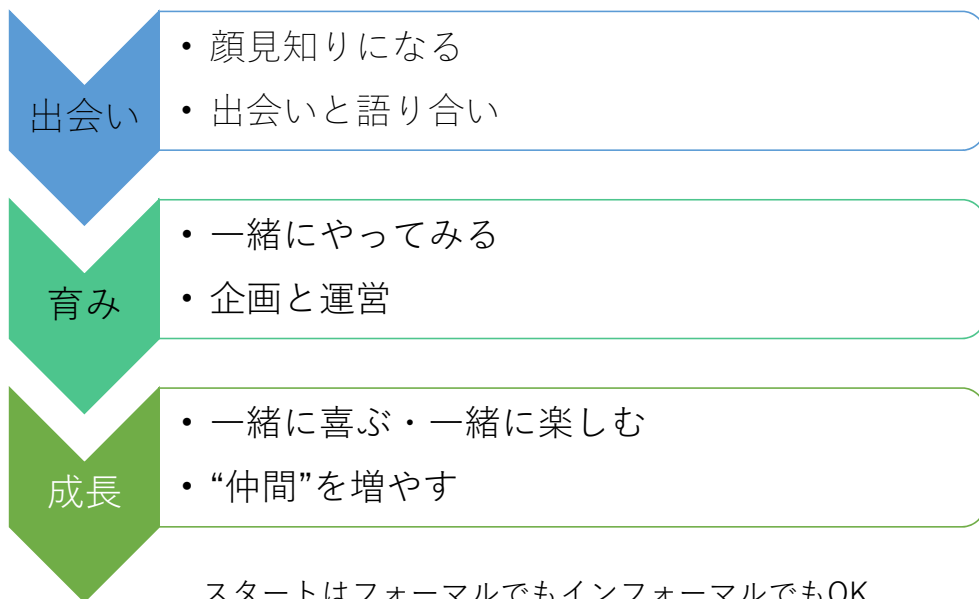 出会い
• 顔見知りになる
• 出会いと語り合い
育み
• 一緒にやってみる
• 企画と運営
成長
• 一緒に喜ぶ・一緒に楽しむ
• “仲間”を増やす
スタートはフォーマルでもインフォーマルでもOK